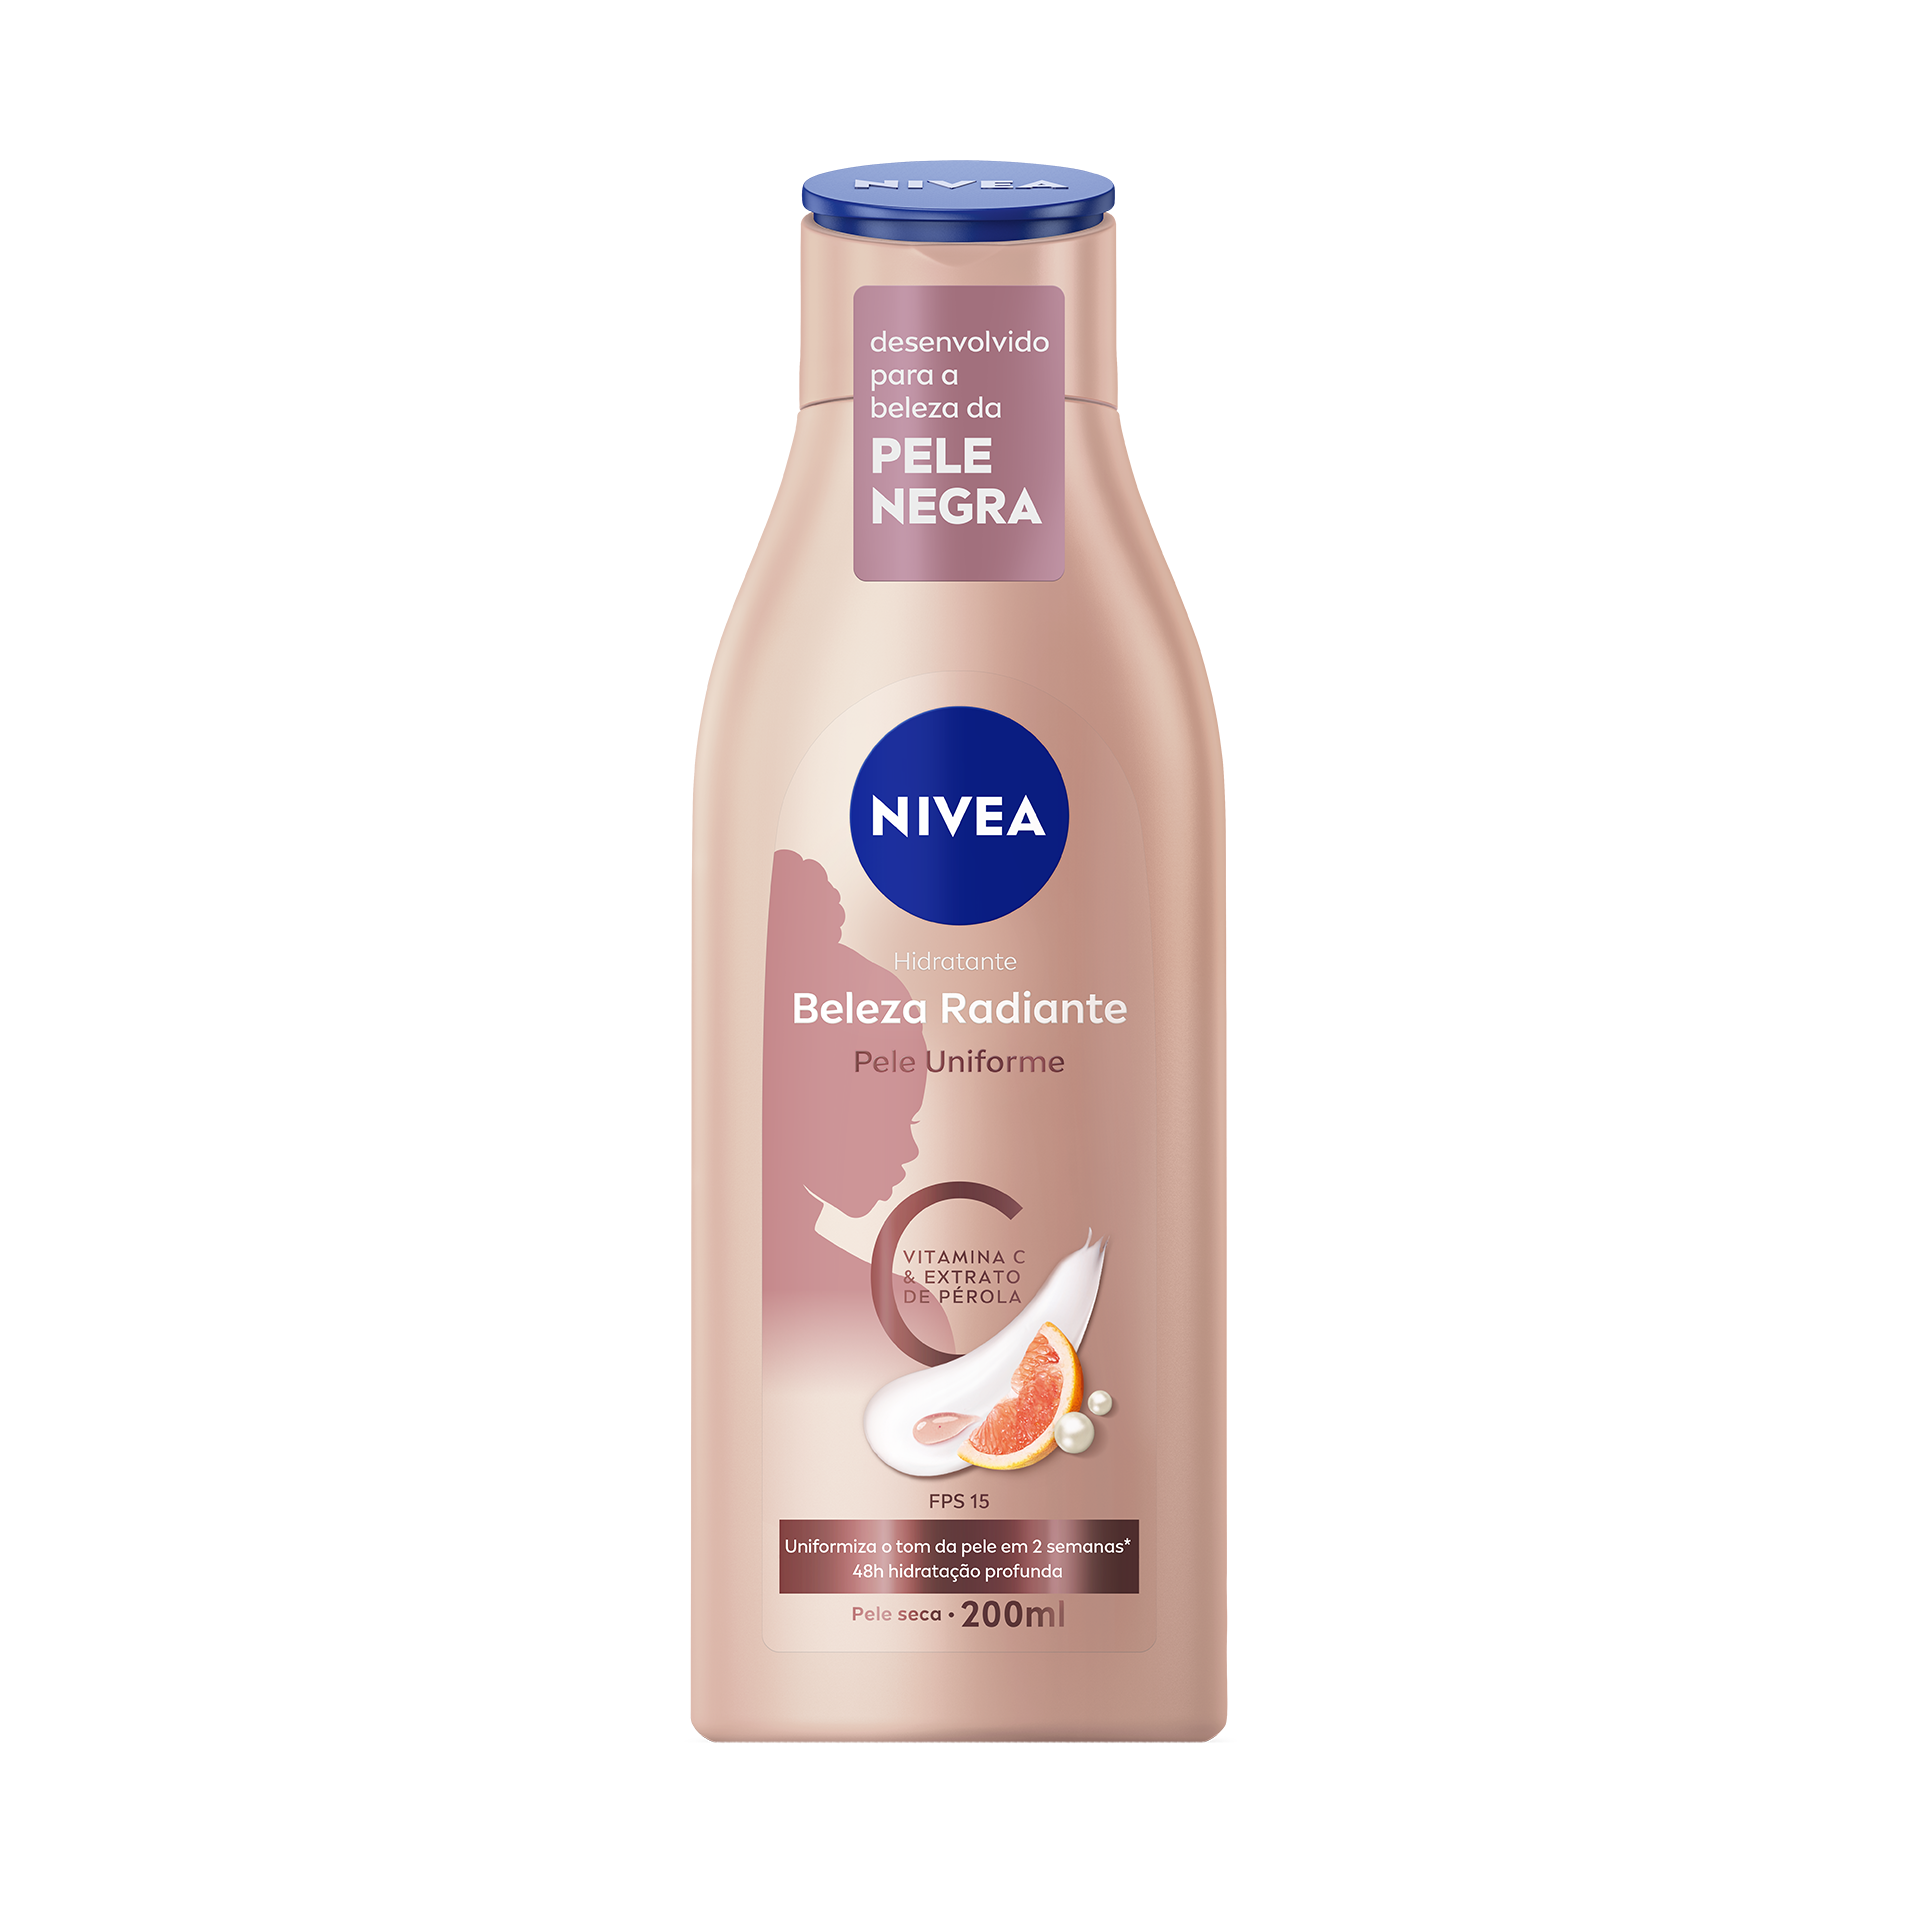 NIVEA
desenvolvido
para a
beleza da
PELE
NEGRA
NIVEA
Hidratante
Beleza Radiante
Pele Uniforme
VITAMINA C
& EXTRATO
DE PÉROLA
FPS 15
Uniformiza o tom da pele em 2 semanas*
48h hidratação profunda
Pele seca • 200ml